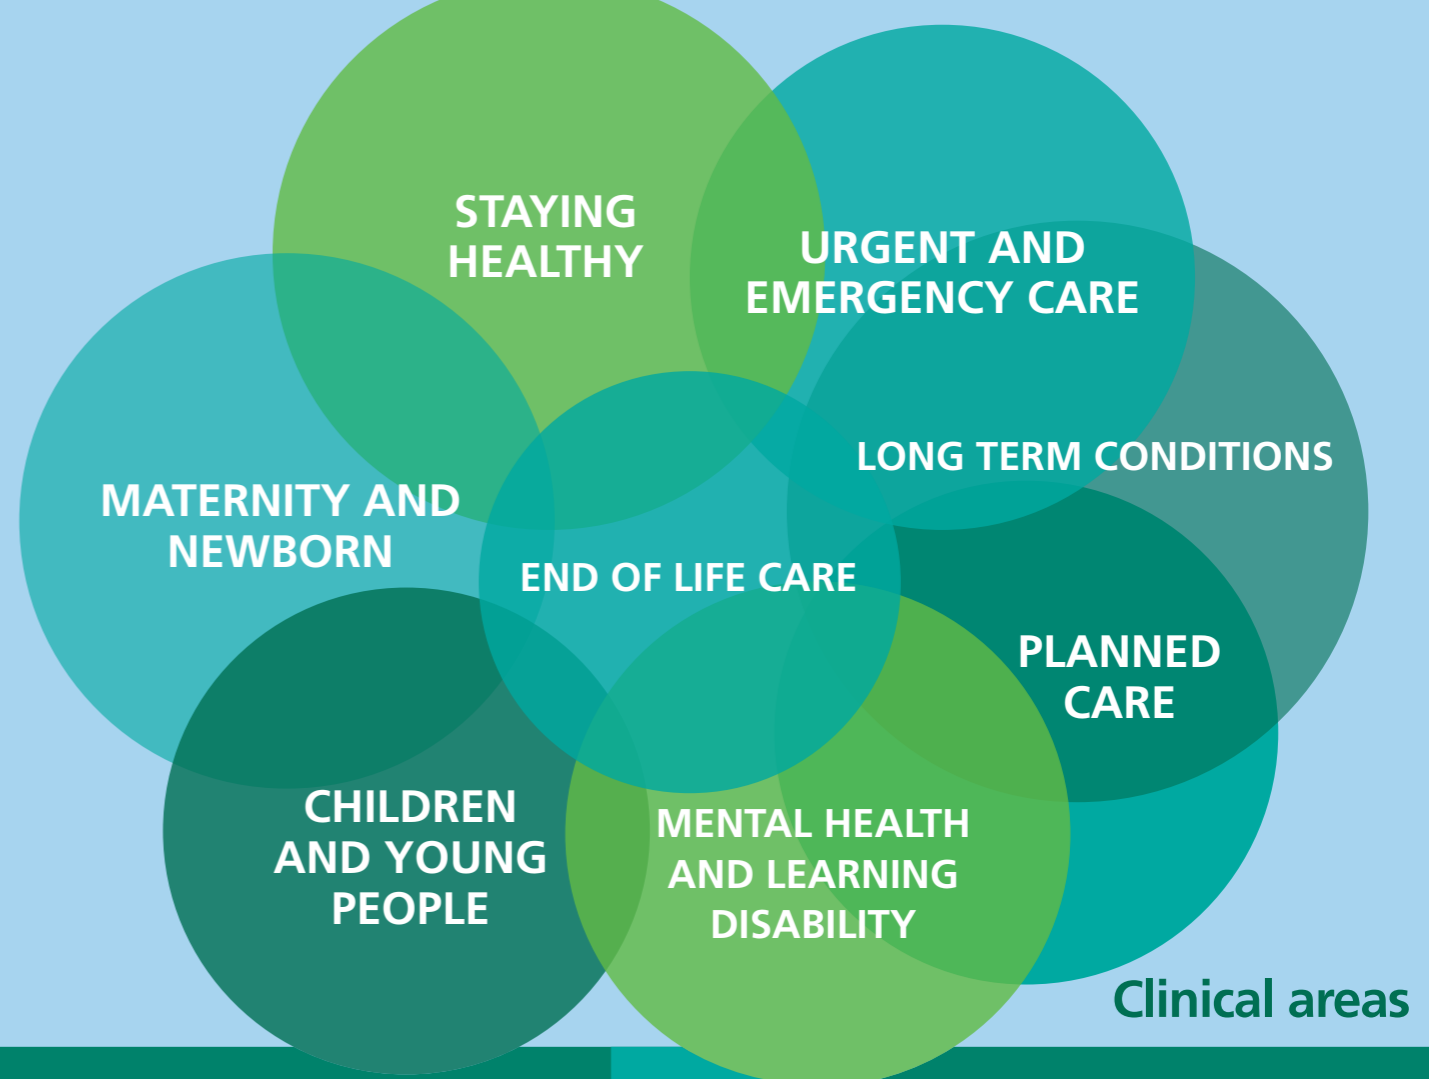 STAYING
HEALTHY
URGENT AND
EMERGENCY CARE
LONG TERM CONDITIONS
MATERNITY AND
NEWBORN
END OF LIFE CARE
PLANNED
CARE
CHILDREN
AND YOUNG
PEOPLE
MENTAL HEALTH
AND LEARNING
DISABILITY
Clinical areas